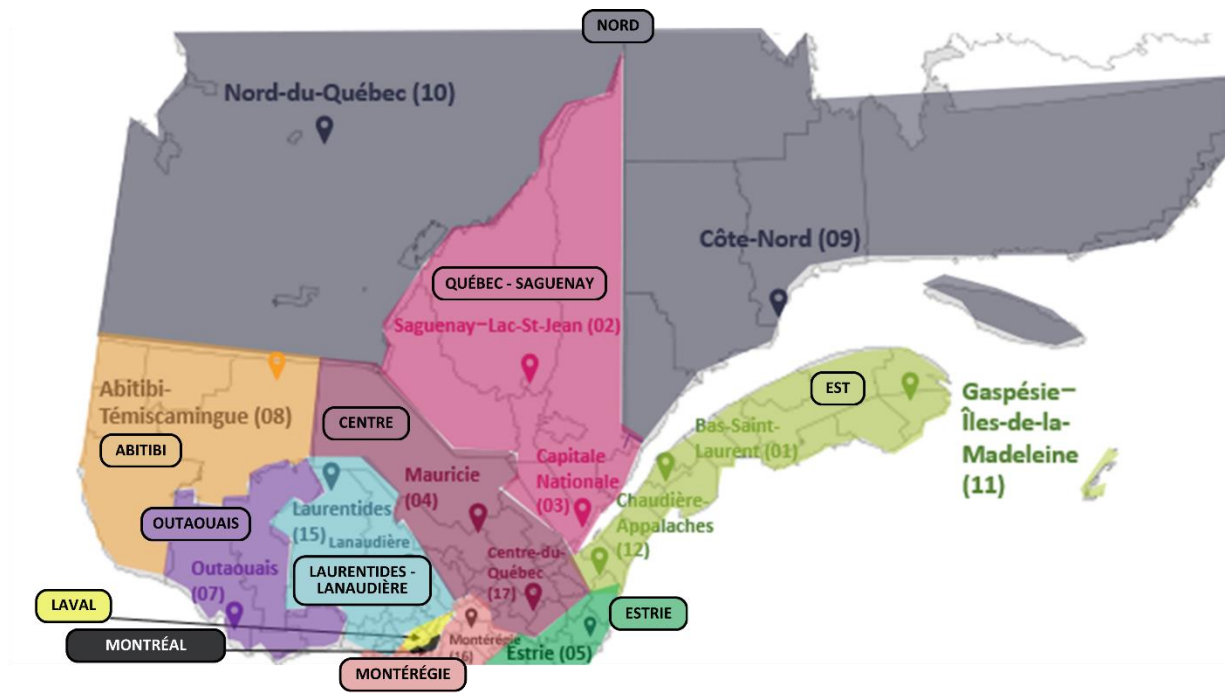 NORD
Nord-du-Québec (10)
Côte-Nord (09)
QUÉBEC - SAGUENAY
Saguenay–Lac-St-Jean (02)
Abitibi-
Témiscamingue (08)
ABITIBI
CENTRE
EST
Gaspésie–
Îles-de-la-
Madeleine
(11)
Bas-Saint-
Laurent (01)
Mauricie
(04)
Capitale
Nationale
(03)
Chaudière-
Appalaches
(12)
OUTAOUAIS
Laurentides
(15)
Lanaudière
Outaouais
(07)
LAURENTIDES -
LANAUDIÈRE
Centre-du-
Québec
(17)
LAVAL
MONTRÉAL
ESTRIE
Montérégie
(16)
Estrie (05)
MONTÉRÉGIE